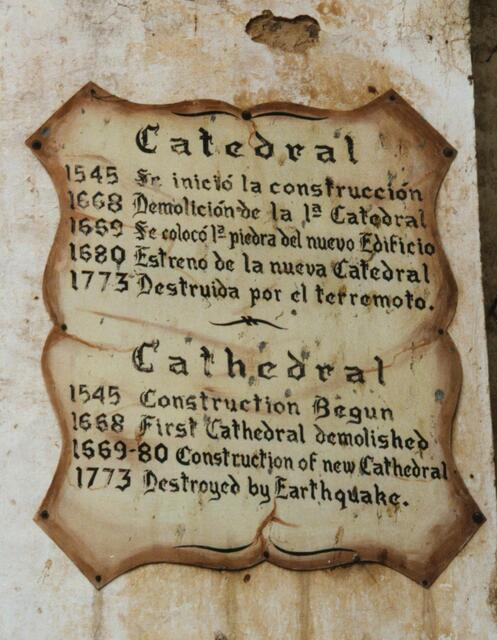 Catedral
1545 Se inició la construcción
1668 Demolición de la 1ª Catedral
1669 Se colocó 1ª piedra del nuevo Edificio
1680 Estreno de la nueva Catedral
1773 Destruida por el terremoto.
Cathedral
1545 Construction Begun
1668 First Cathedral demolished
1669-80 Construction of new Cathedral
1773 Destroyed by Earthquake.